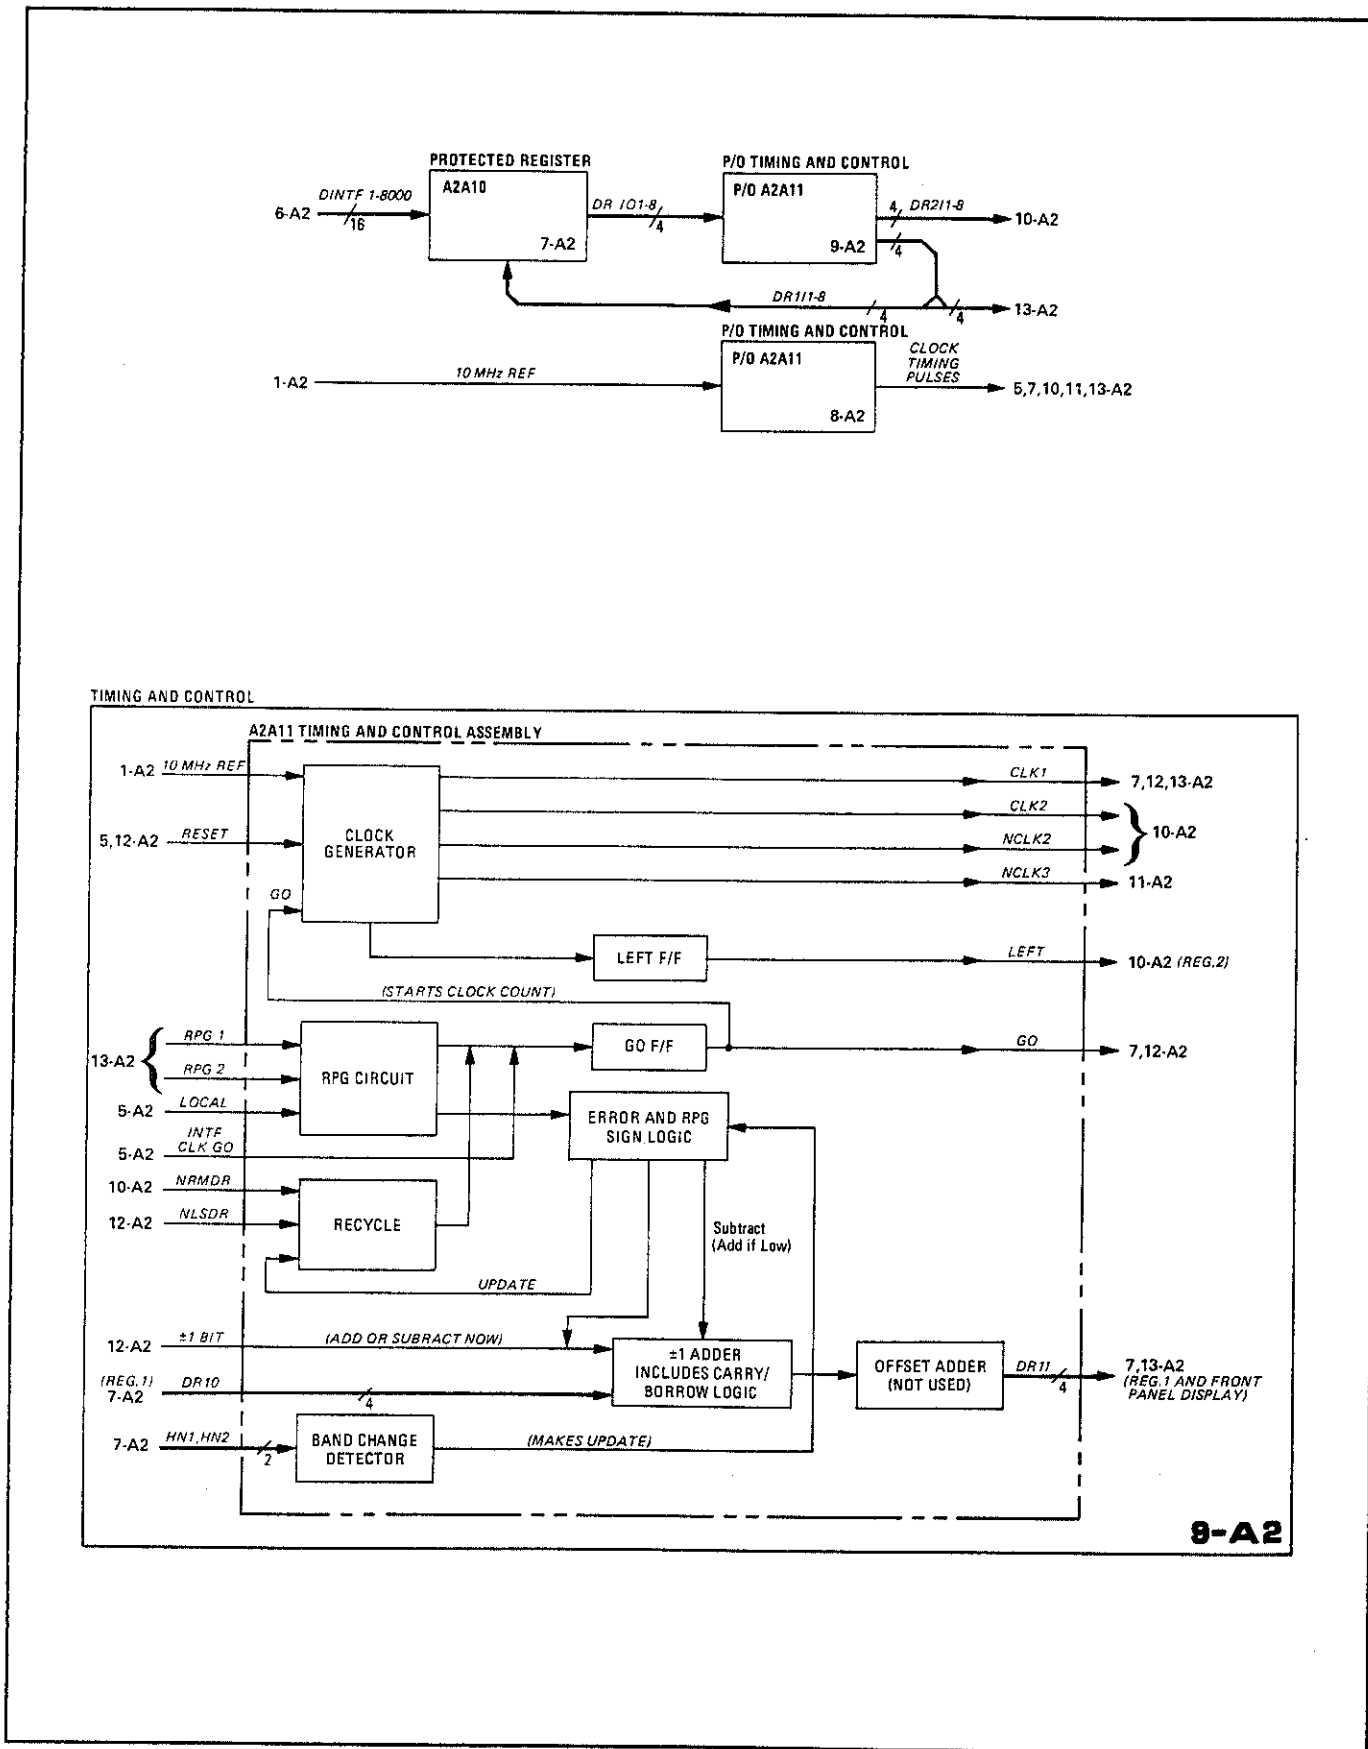 PROTECTED REGISTER
P/O TIMING AND CONTROL
A2A10
P/O A2A11
DINTF 1-8000
6-A2
16
7-A2
DR 1O1-8
4
4
DR2I1-8
10-A2
9-A2
4
DR1I1-8
4
4
13-A2
P/O TIMING AND CONTROL
P/O A2A11
1-A2
10 MHz REF
8-A2
CLOCK
TIMING
PULSES
5,7,10,11,13-A2
TIMING AND CONTROL
A2A11 TIMING AND CONTROL ASSEMBLY
1-A2 10 MHz REF
CLK1
7,12,13-A2
CLK2
5,12-A2 RESET
CLOCK
GENERATOR
NCLK2
10-A2
NCLK3
11-A2
GO
LEFT F/F
LEFT
10-A2 (REG.2)
(STARTS CLOCK COUNT)
13-A2
RPG 1
RPG 2
RPG CIRCUIT
GO F/F
GO
7,12-A2
5-A2 LOCAL
ERROR AND RPG
SIGN LOGIC
5-A2
INTF
CLK GO
10-A2 NRMDR
12-A2 NLSDR
RECYCLE
Subtract
(Add if Low)
UPDATE
12-A2 ±1 BIT
(ADD OR SUBRACT NOW)
±1 ADDER
INCLUDES CARRY/
BORROW LOGIC
OFFSET ADDER
(NOT USED)
DR1I
4
7,13-A2
(REG.1 AND FRONT
PANEL DISPLAY)
(REG.1)
7-A2
DR10
4
7-A2 HN1,HN2
2
BAND CHANGE
DETECTOR
(MAKES UPDATE)
9-A2